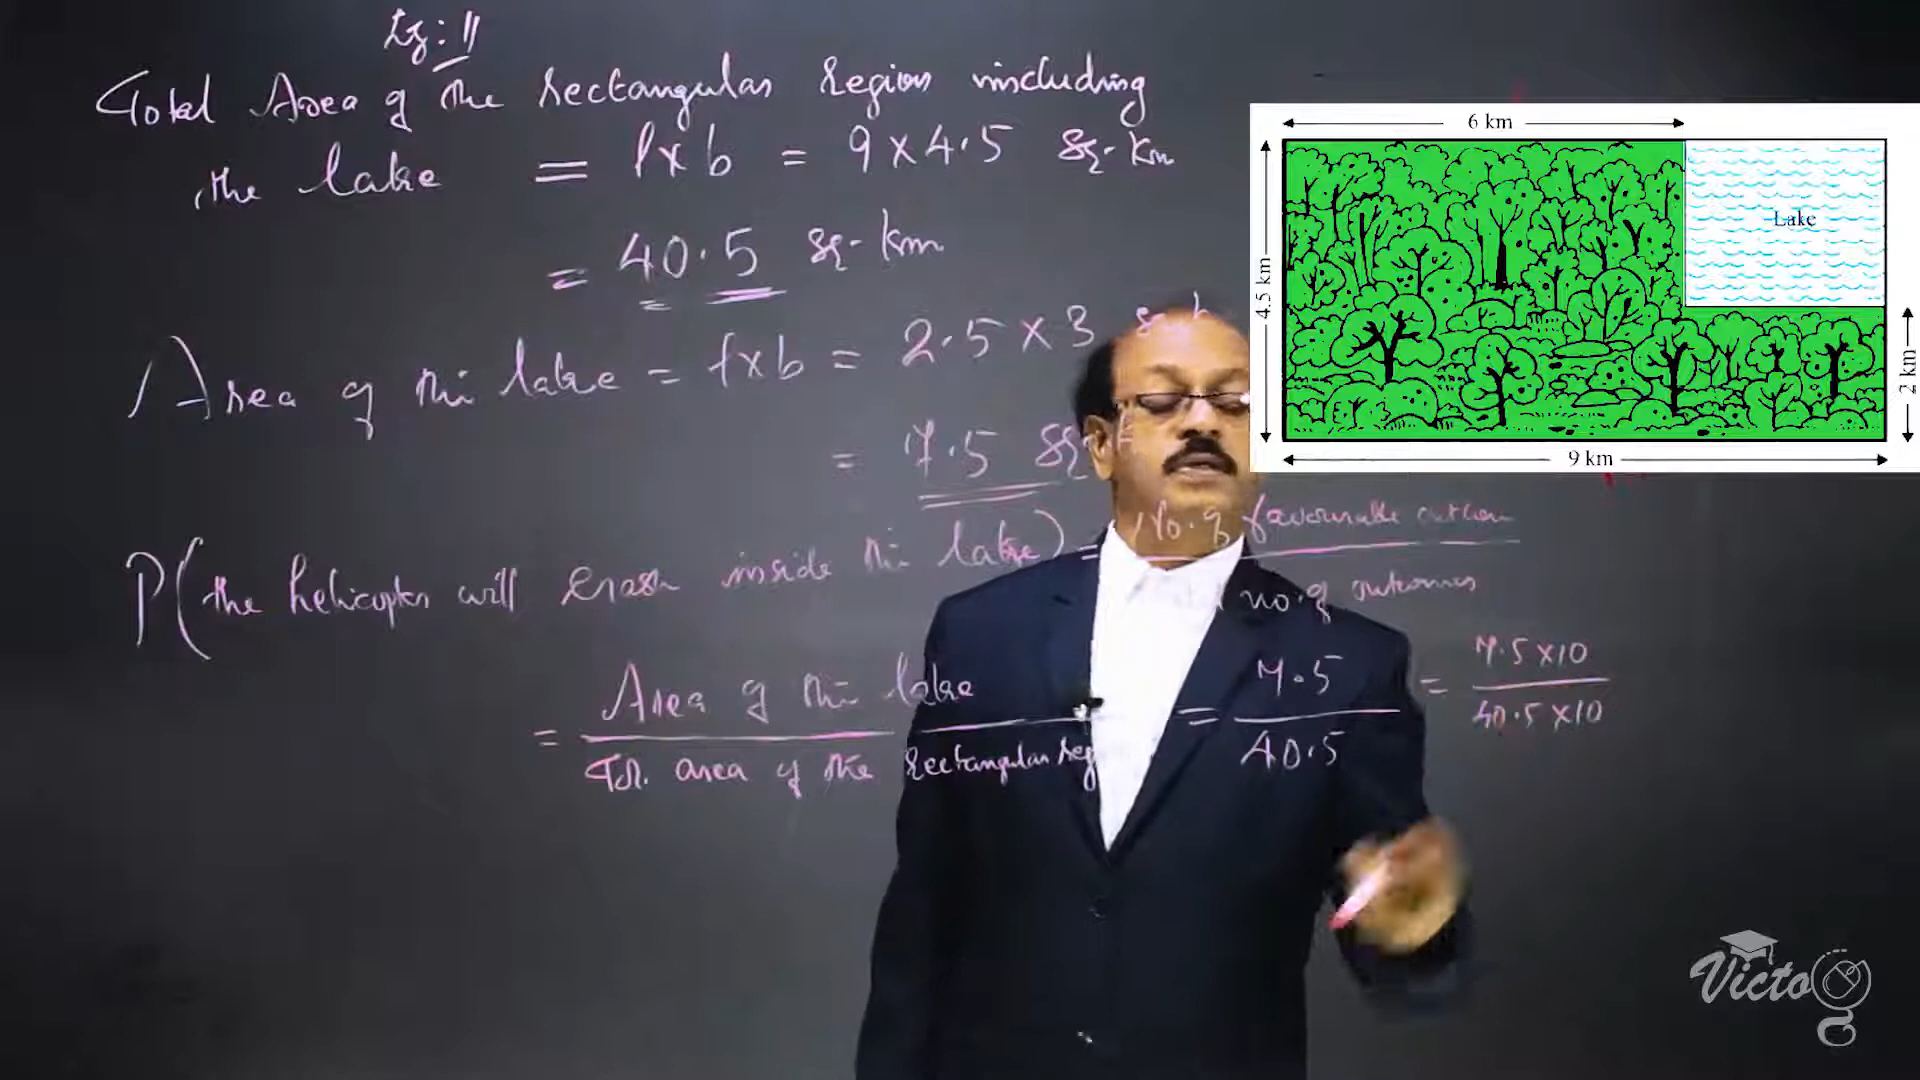 Eg: 11
Total Area of the rectangular region including
the lake = l x b = 9 x 4.5 sq. km
= 40.5 sq. km
Area of the lake = l x b = 2.5 x 3
= 7.5 sq
P(the helicopter will crash inside the lake) = No. of favourable outcom
no. of outcomes
= Area of the lake = 7.5 = 7.5 x 10
Tot. area of the rectangular reg 40.5 40.5 x 10
6 km
Lake
4.5 km
2 km
9 km
Victo